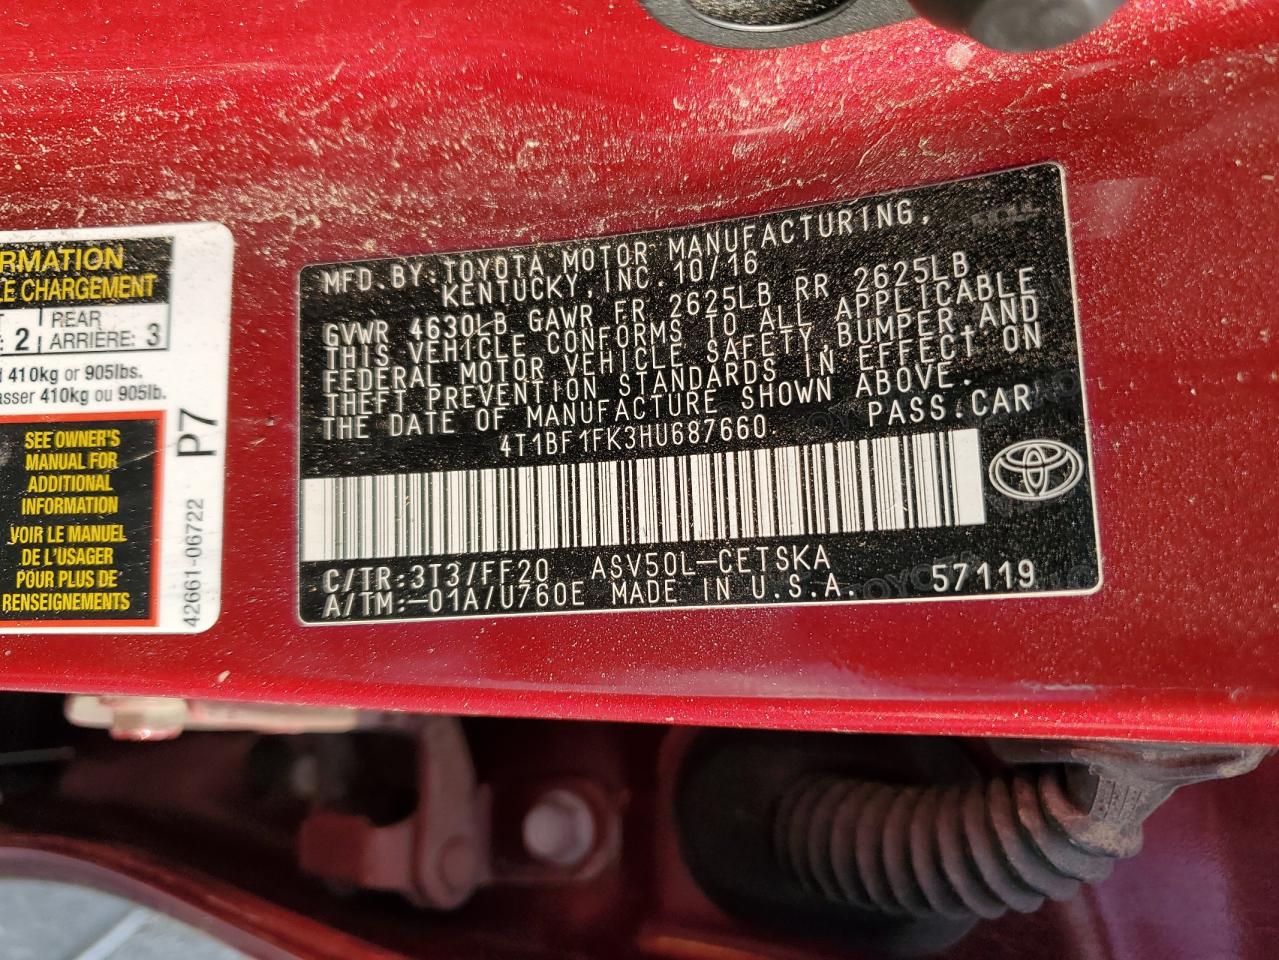 RMATION
LE CHARGEMENT
2 REAR
ARRIÈRE: 3
410kg or 905lbs.
asser 410kg ou 905lb.
SEE OWNER'S
MANUAL FOR
ADDITIONAL
INFORMATION
VOIR LE MANUEL
DE L'USAGER
POUR PLUS DE
RENSEIGNEMENTS
P7
42661-06722
MFD.BY:TOYOTA MOTOR MANUFACTURING,
KENTUCKY,INC.10/16
GVWR 4630LB GAWR FR 2625LB RR 2625LB
THIS VEHICLE CONFORMS TO ALL APPLICABLE
FEDERAL MOTOR VEHICLE SAFETY,BUMPER,AND
THEFT PREVENTION STANDARDS IN EFFECT ON
THE DATE OF MANUFACTURE SHOWN ABOVE.
4T1BF1FK3HU687660 PASS.CAR
C/TR:3T3/FF20 ASV50L-CETSKA
A/TM:-01A/U760E MADE IN U.S.A. 57119